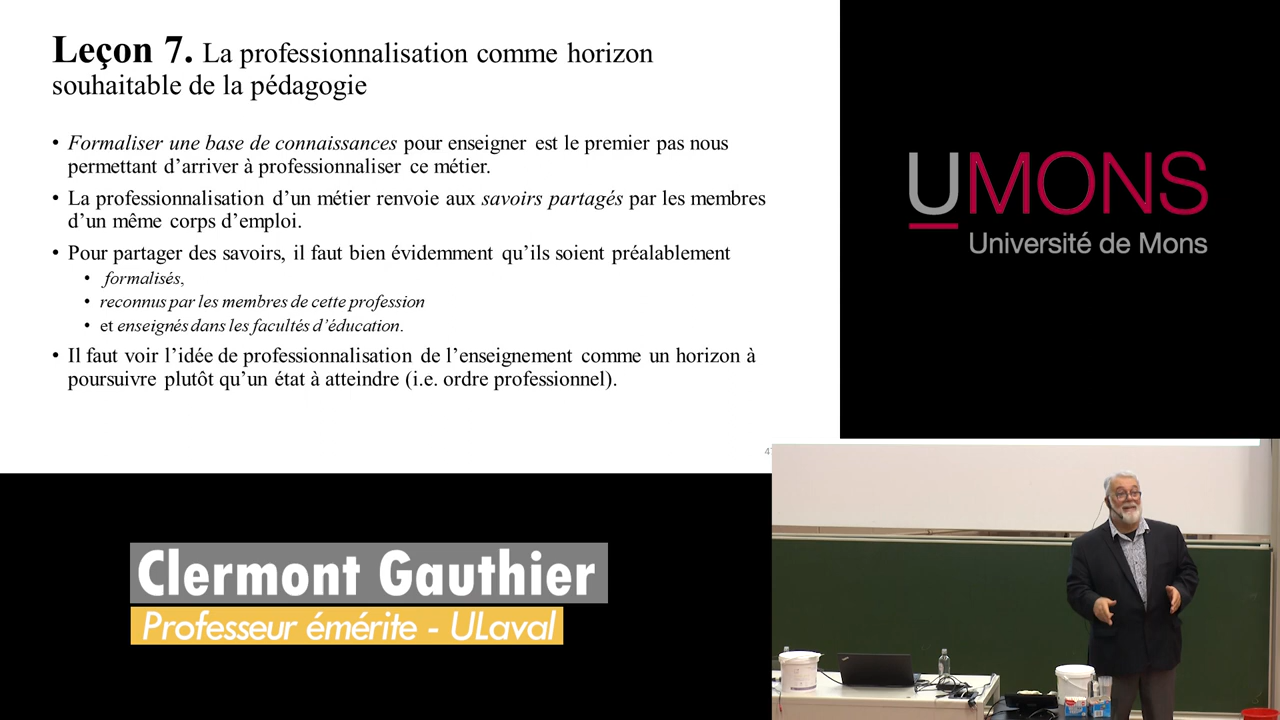 Leçon 7. La professionnalisation comme horizon
souhaitable de la pédagogie
• Formaliser une base de connaissances pour enseigner est le premier pas nous
permettant d’arriver à professionnaliser ce métier.
• La professionnalisation d’un métier renvoie aux savoirs partagés par les membres
d’un même corps d’emploi.
• Pour partager des savoirs, il faut bien évidemment qu’ils soient préalablement
• formalisés,
• reconnus par les membres de cette profession
• et enseignés dans les facultés d’éducation.
• Il faut voir l’idée de professionnalisation de l’enseignement comme un horizon à
poursuivre plutôt qu’un état à atteindre (i.e. ordre professionnel).
UMONS
Université de Mons
Clermont Gauthier
Professeur émérite - ULaval